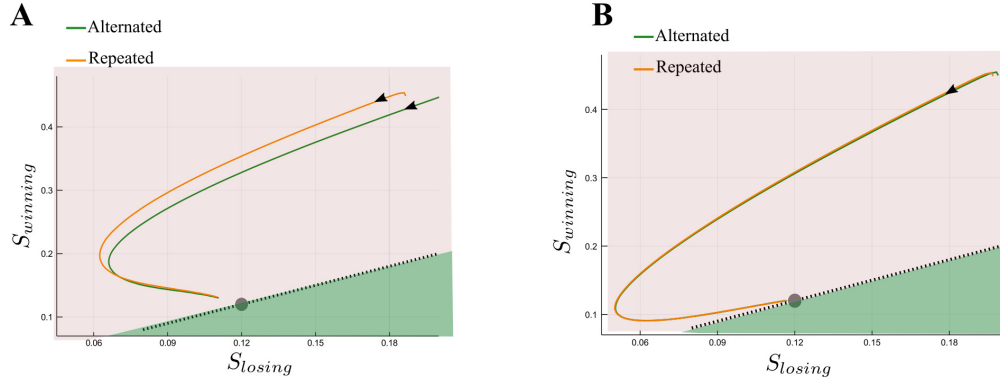 A
Alternated
Repeated
0.4
0.3
0.2
0.1
S_winning
0.06
0.09
0.12
0.15
0.18
S_losing
B
Alternated
Repeated
0.4
0.3
0.2
0.1
S_winning
0.06
0.09
0.12
0.15
0.18
S_losing